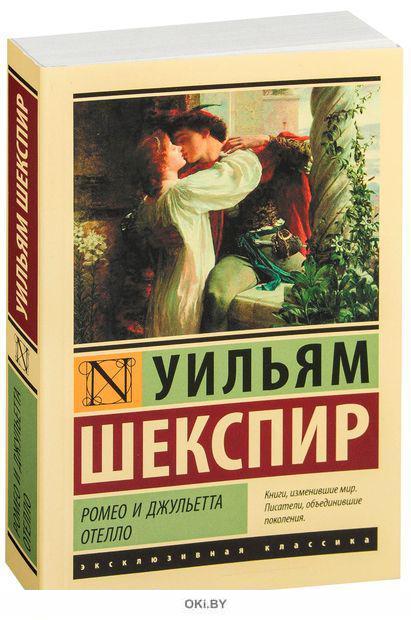 УИЛЬЯМ ШЕКСПИР
РОМЕО И ДЖУЛЬЕТТА
ОТЕЛЛО
N
УИЛЬЯМ
ШЕКСПИР
РОМЕО И ДЖУЛЬЕТТА
ОТЕЛЛО
Книги, изменившие мир.
Писатели, объединившие
поколения.
эксклюзивная классика
OKi.BY